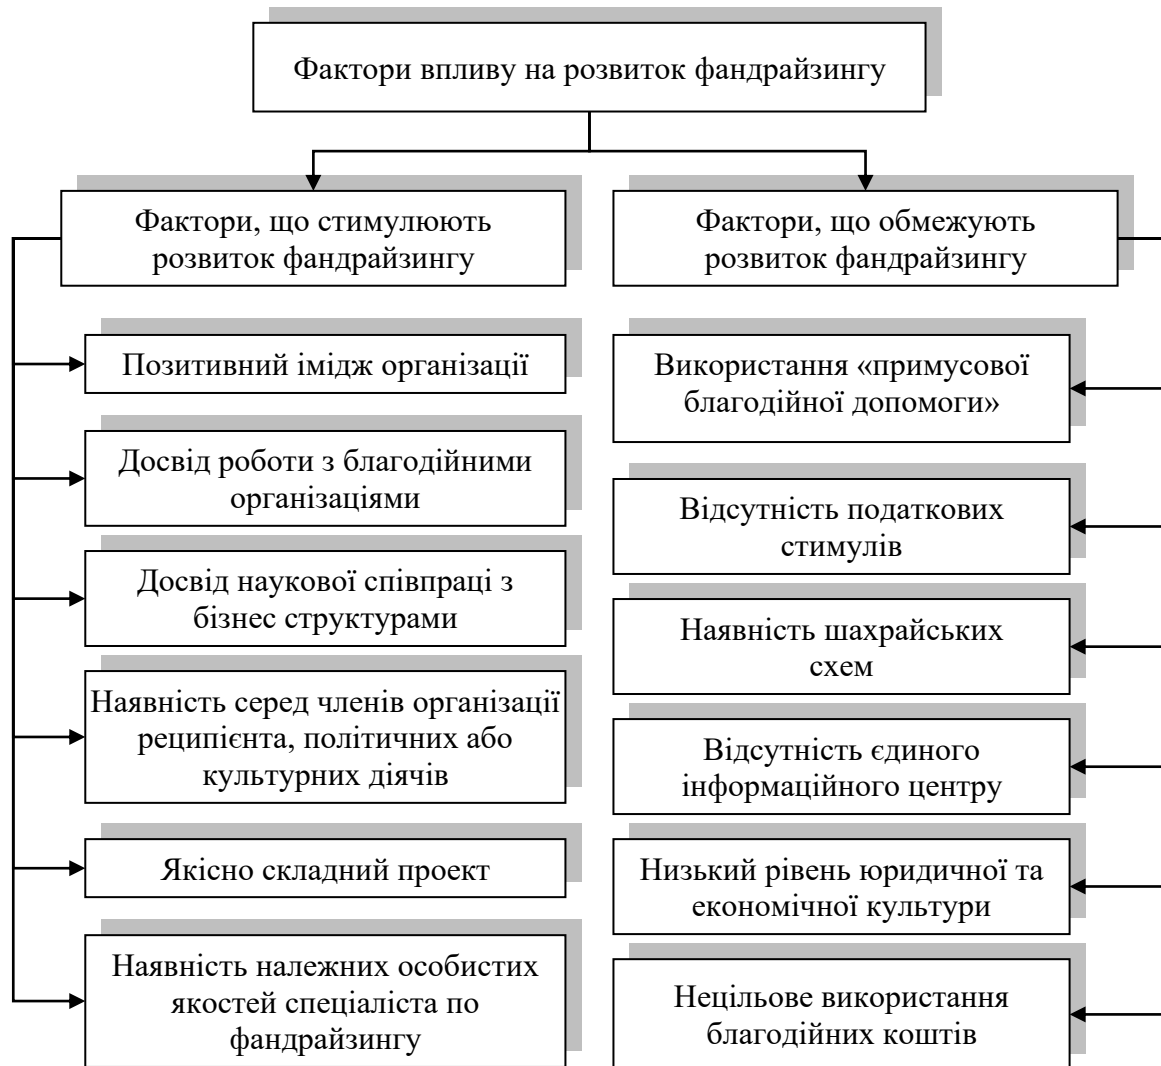 Фактори впливу на розвиток фандрайзингу
Фактори, що стимулюють
розвиток фандрайзингу
Позитивний імідж організації
Досвід роботи з благодійними
організаціями
Досвід наукової співпраці з
бізнес структурами
Наявність серед членів організації
реципієнта, політичних або
культурних діячів
Якісно складний проект
Наявність належних особистих
якостей спеціаліста по
фандрайзингу
Фактори, що обмежують
розвиток фандрайзингу
Використання «примусової
благодійної допомоги»
Відсутність податкових
стимулів
Наявність шахрайських
схем
Відсутність єдиного
інформаційного центру
Низький рівень юридичної та
економічної культури
Нецільове використання
благодійних коштів